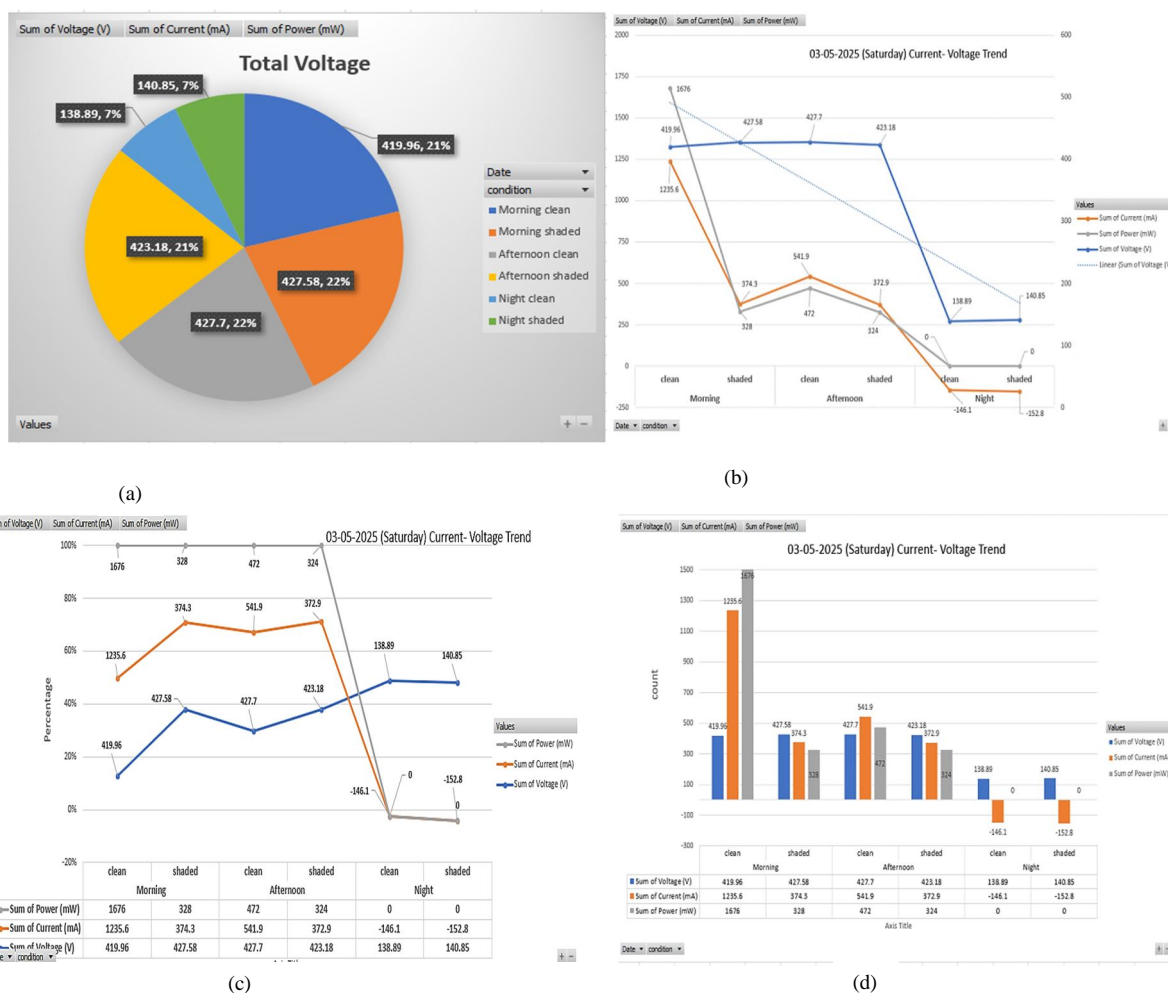 Sum of Voltage (V) Sum of Current (mA) Sum of Power (mW)
Total Voltage
140.85, 7%
138.89, 7%
419.96, 21%
423.18, 21%
427.58, 22%
427.7, 22%
Date
condition
Morning clean
Morning shaded
Afternoon clean
Afternoon shaded
Night clean
Night shaded
Values
(a)
Sum of Voltage (V) Sum of Current (mA) Sum of Power (mW)
03-05-2025 (Saturday) Current- Voltage Trend
2000 600
1750
1500 500
1250 400
1000
750 300
500 200
250 100
0
-250 0
1676
419.96 427.58 427.7 423.18
1235.6
541.9
374.3 372.9
328 472 324
138.89 140.85
0 0
-146.1 -152.8
clean shaded clean shaded clean shaded
Morning Afternoon Night
Values
Sum of Current (mA)
Sum of Power (mW)
Sum of Voltage (V)
Linear (Sum of Voltage (V
Date condition
(b)
m of Voltage (V) Sum of Current (mA) Sum of Power (mW)
03-05-2025 (Saturday) Current- Voltage Trend
100%
80%
60%
40%
20%
0%
-20%
Percentage
1676 328 472 324
1235.6 374.3 541.9 372.9
419.96 427.58 427.7 423.18
138.89 140.85
0
-146.1 -152.8
0
Values
Sum of Power (mW)
Sum of Current (mA)
Sum of Voltage (V)
clean shaded clean shaded clean shaded
Morning Afternoon Night
Sum of Power (mW) 1676 328 472 324 0 0
Sum of Current (mA) 1235.6 374.3 541.9 372.9 -146.1 -152.8
Sum of Voltage (V) 419.96 427.58 427.7 423.18 138.89 140.85
condition
(c)
Sum of Voltage (V) Sum of Current (mA) Sum of Power (mW)
03-05-2025 (Saturday) Current- Voltage Trend
1500
1300
1100
900
700
500
300
100
-100
-300
count
419.96 1235.6 1676
427.58 374.3 328
427.7 541.9 472
423.18 372.9 324
138.89 -146.1 0
140.85 -152.8 0
Values
Sum of Voltage (V)
Sum of Current (mA
Sum of Power (mW)
clean shaded clean shaded clean shaded
Morning Afternoon Night
Sum of Voltage (V) 419.96 427.58 427.7 423.18 138.89 140.85
Sum of Current (mA) 1235.6 374.3 541.9 372.9 -146.1 -152.8
Sum of Power (mW) 1676 328 472 324 0 0
Axis Title
Date condition
(d)